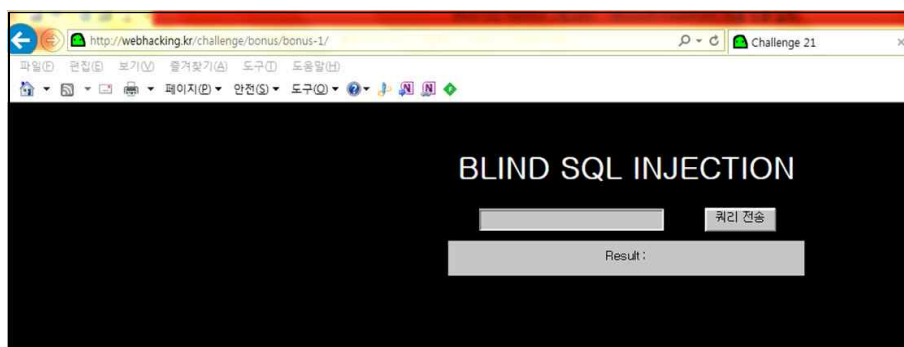 http://webhacking.kr/challenge/bonus/bonus-1/
Challenge 21
파일(F) 편집(E) 보기(V) 즐겨찾기(A) 도구(T) 도움말(H)
페이지(P) 안전(S) 도구(O)
BLIND SQL INJECTION
쿼리 전송
Result :